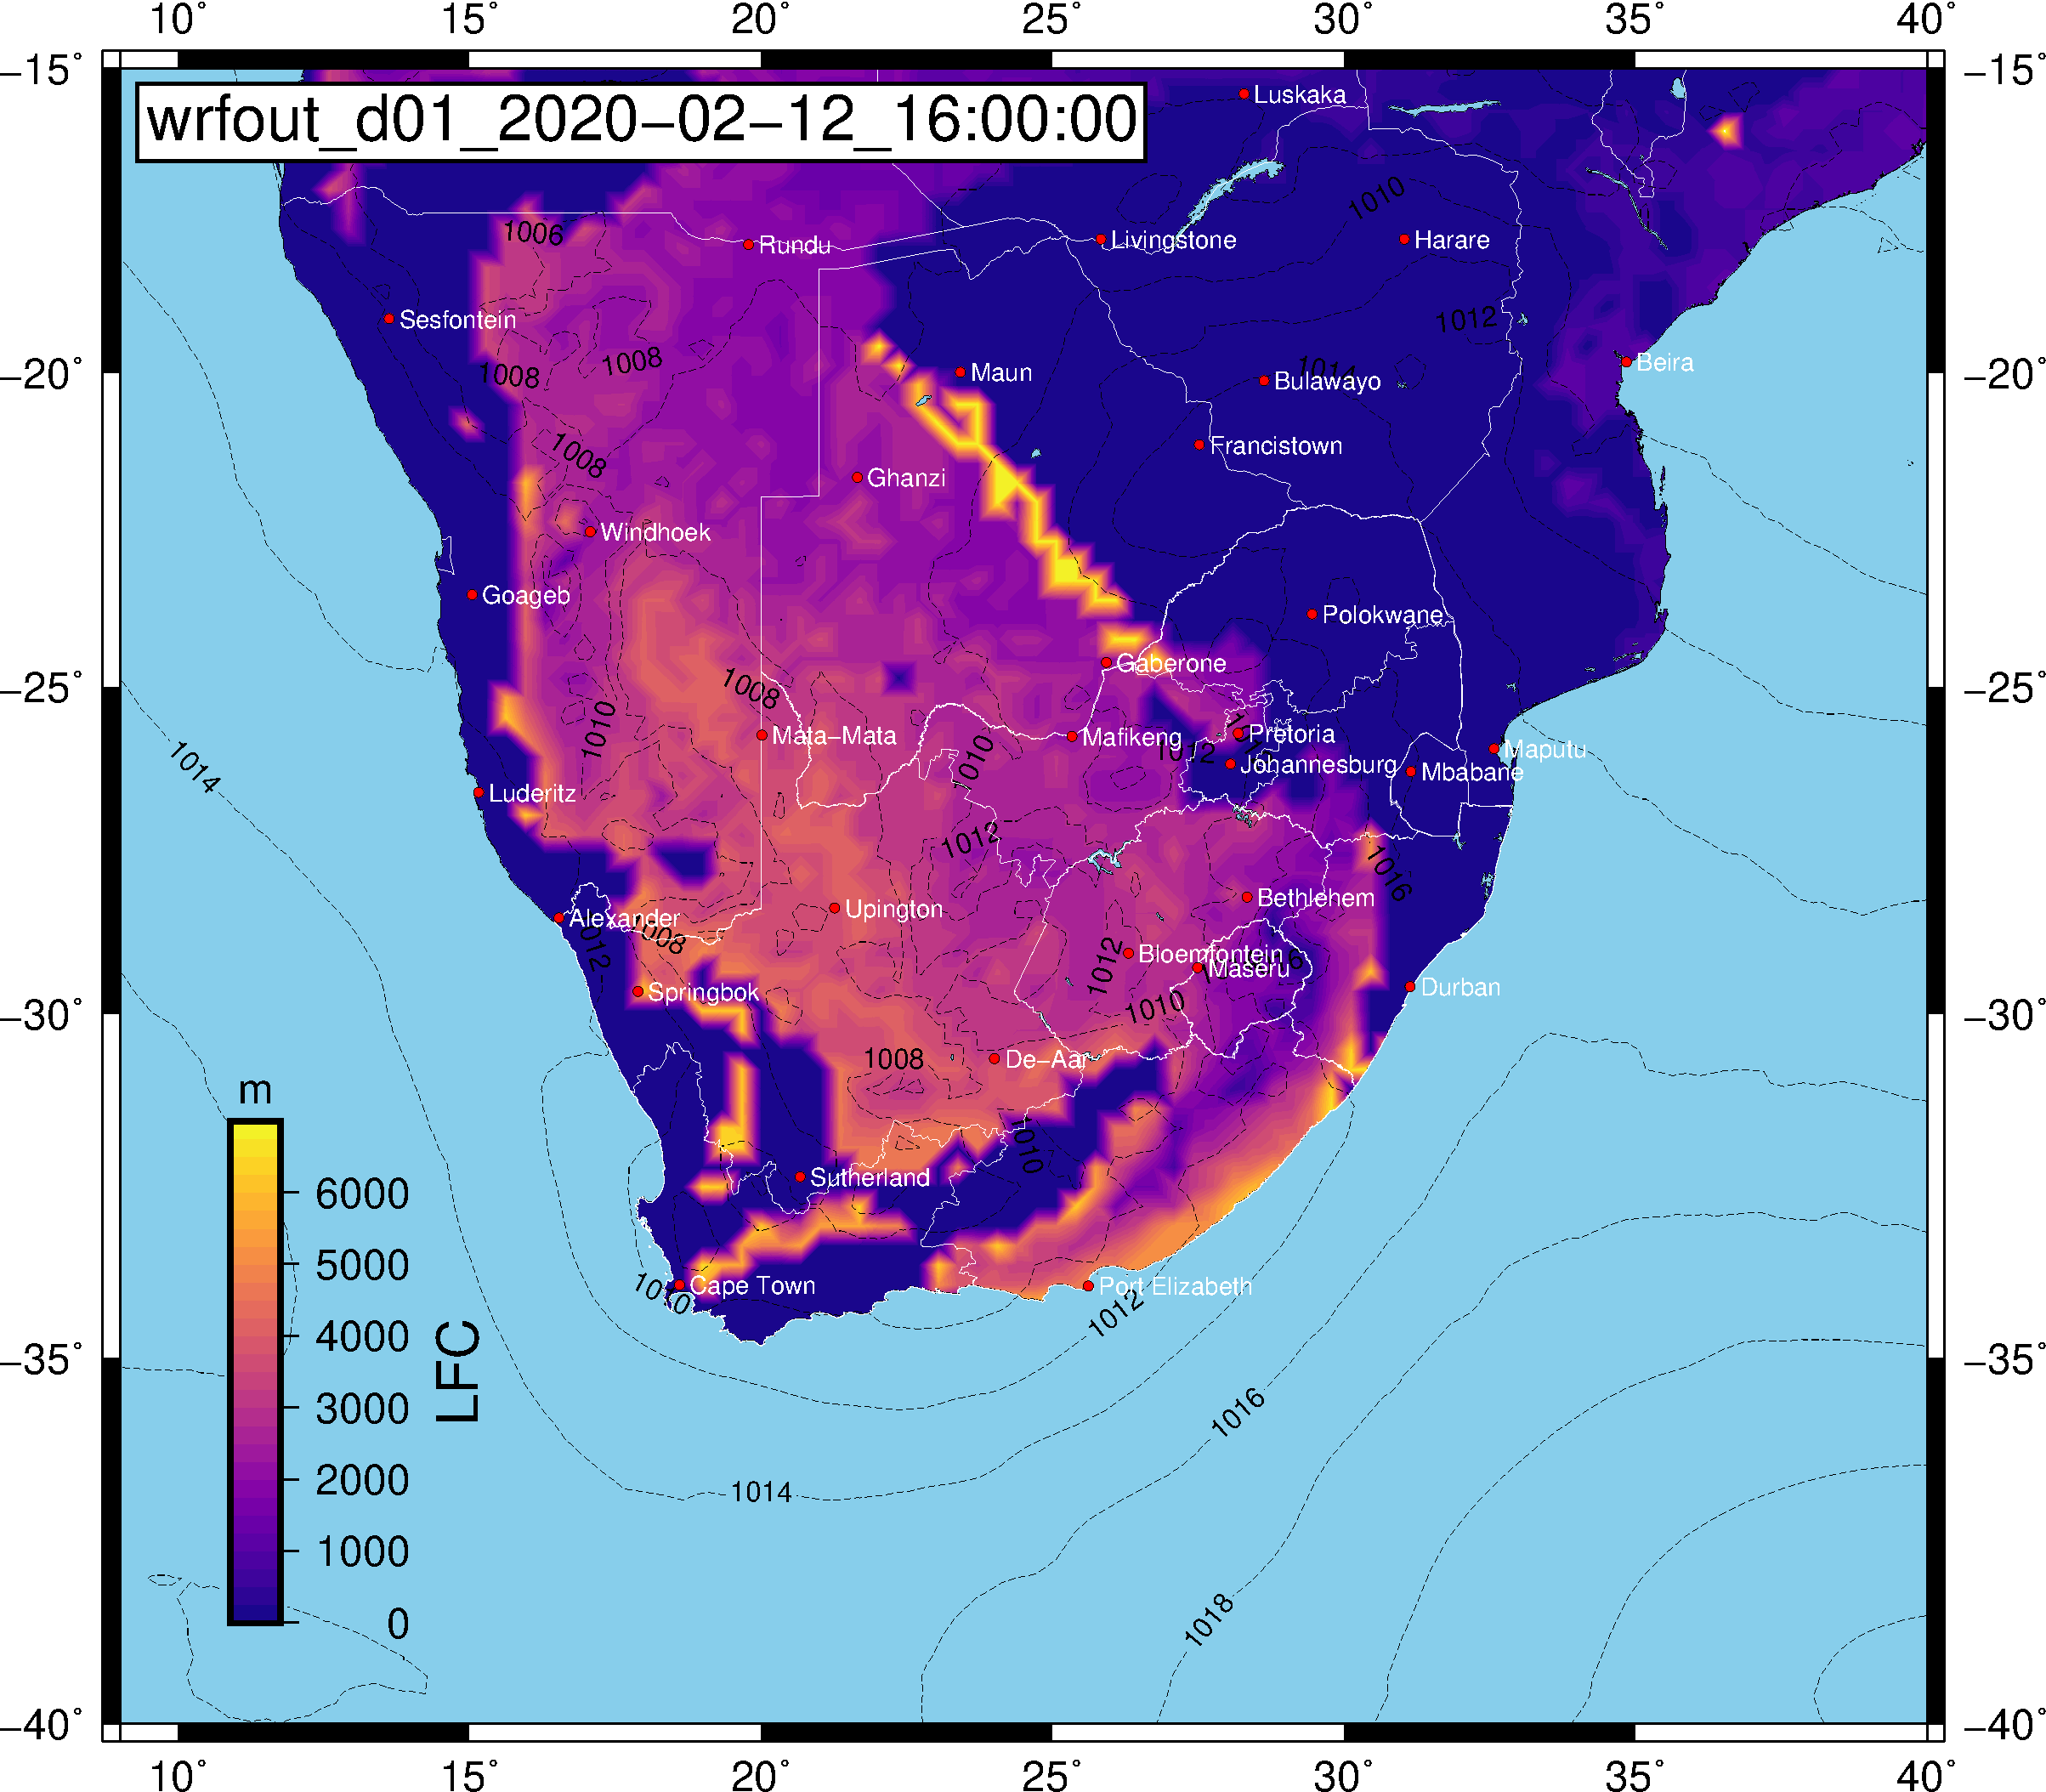 10° 15° 20° 25° 30° 35° 40°
−15° −15°
wrfout_d01_2020−02−12_16:00:00
Luskaka
1010
1006
Rundu
Livingstone
Harare
Sesfontein
1012
1008
1008
−20° −20°
Maun
1014
Bulawayo
Beira
1008
Francistown
Ghanzi
Windhoek
Goageb
Polokwane
Gaberone
−25° −25°
1008
1010
Mata−Mata
1010
Mafikeng
1012
Pretoria
Johannesburg
Mbabane
Maputu
1014
Luderitz
1012
1016
Bethlehem
Alexander
Upington
1008
1012
1012
Bloemfontein
Maseru
1016
Springbok
Durban
1010
−30° −30°
1008
De−Aar
1010
Sutherland
Cape Town
1010
Port Elizabeth
1012
m
6000
5000
4000
3000
2000
1000
0
LFC
−35° −35°
1016
1014
1018
−40° −40°
10° 15° 20° 25° 30° 35° 40°